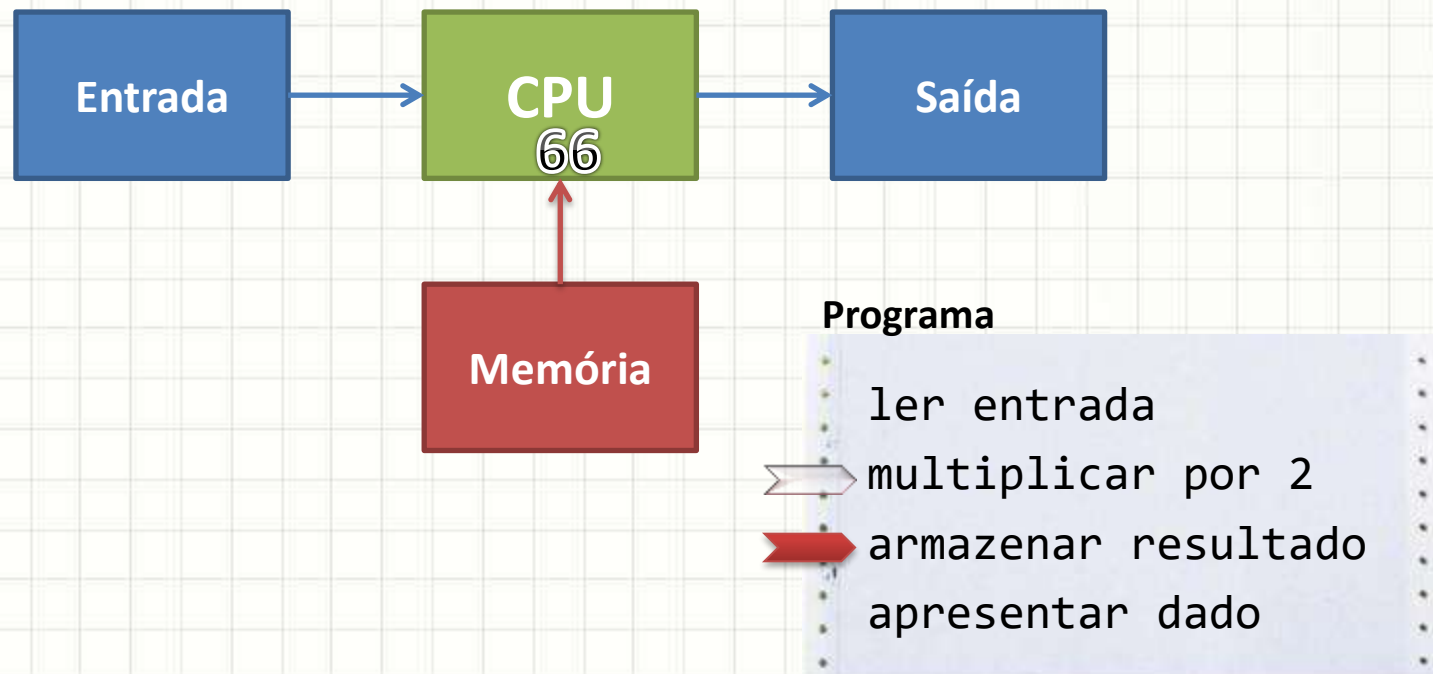 Entrada
CPU
66
Saída
Memória
Programa
ler entrada
multiplicar por 2
armazenar resultado
apresentar dado